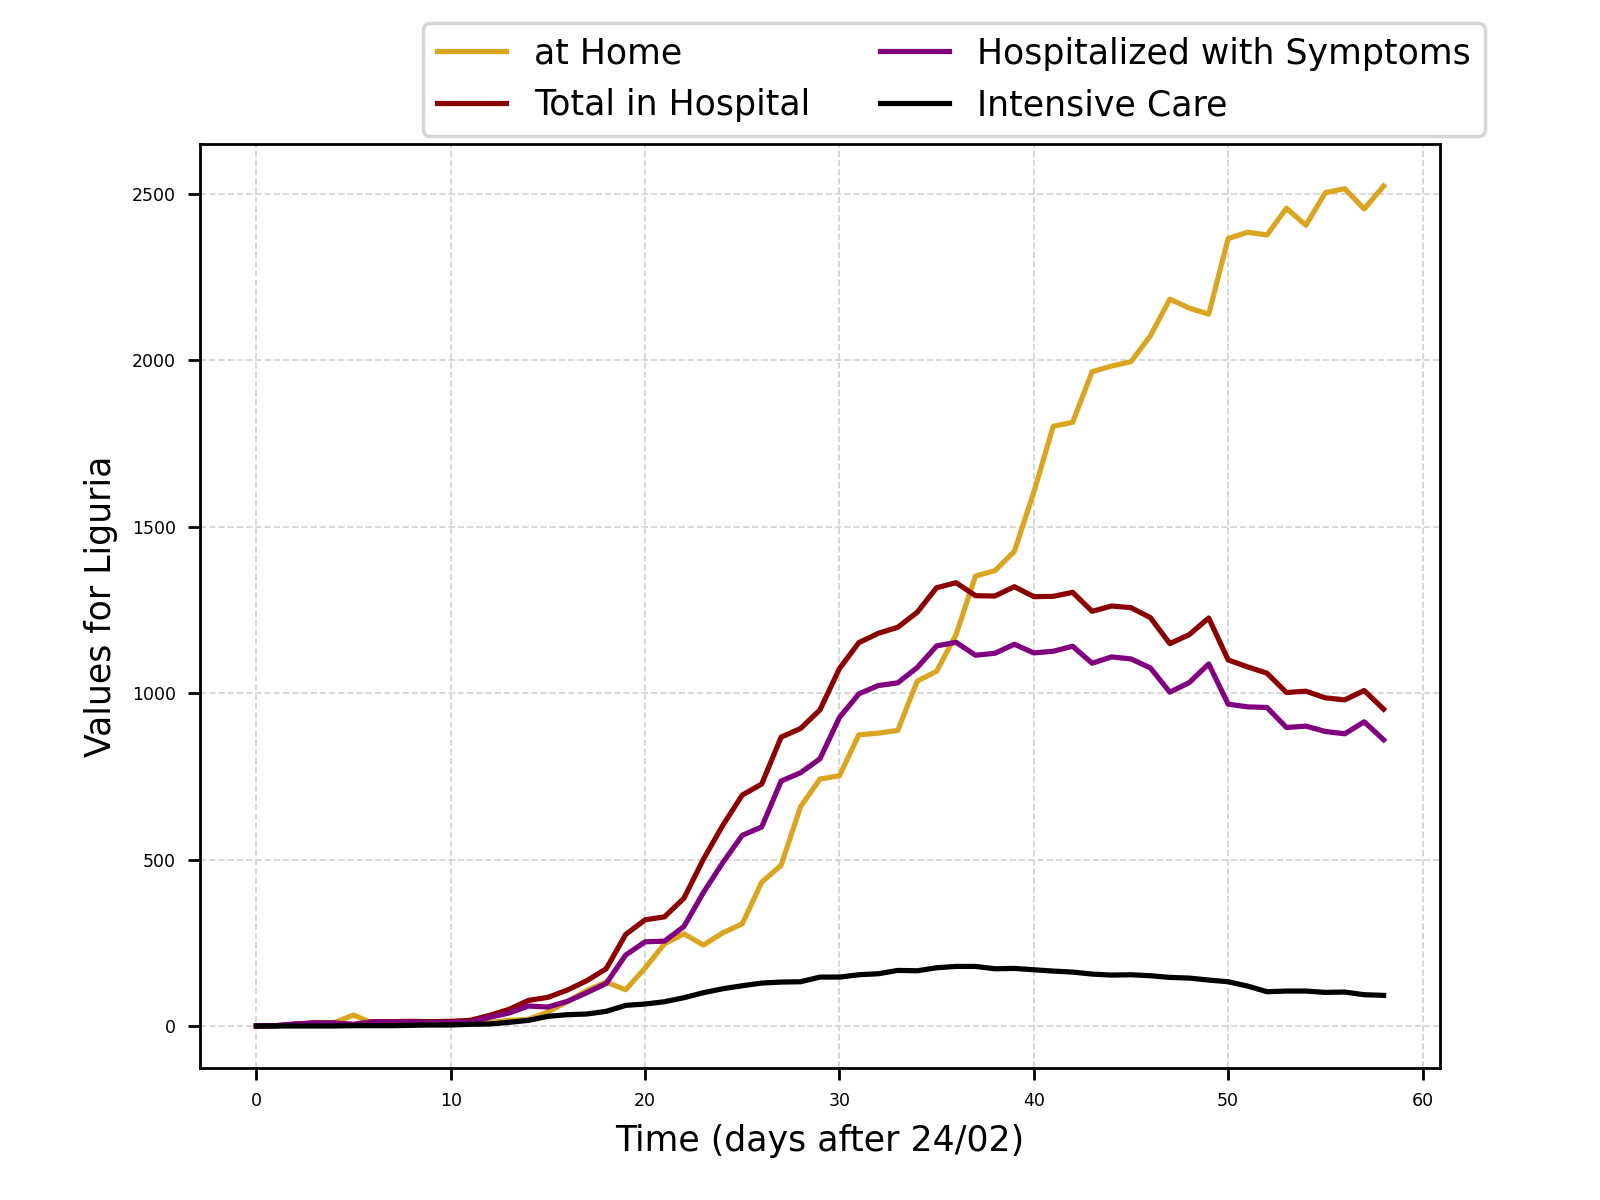 at Home
Total in Hospital
Hospitalized with Symptoms
Intensive Care
Values for Liguria
2500
2000
1500
1000
500
0
0 10 20 30 40 50 60
Time (days after 24/02)